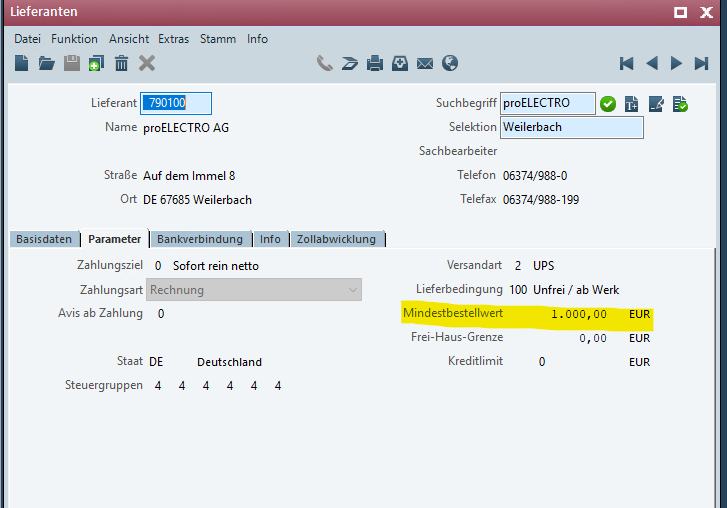 Lieferanten
Datei Funktion Ansicht Extras Stamm Info
Lieferant 790100 Suchbegriff proELECTRO
Name proELECTRO AG Selektion Weilerbach
Sachbearbeiter
Straße Auf dem Immel 8 Telefon 06374/988-0
Ort DE 67685 Weilerbach Telefax 06374/988-199
Basisdaten Parameter Bankverbindung Info Zollabwicklung
Zahlungsziel 0 Sofort rein netto Versandart 2 UPS
Zahlungsart Rechnung Lieferbedingung 100 Unfrei / ab Werk
Avis ab Zahlung 0 Mindestbestellwert 1.000,00 EUR
Frei-Haus-Grenze 0,00 EUR
Staat DE Deutschland Kreditlimit 0 EUR
Steuergruppen 4 4 4 4 4 4